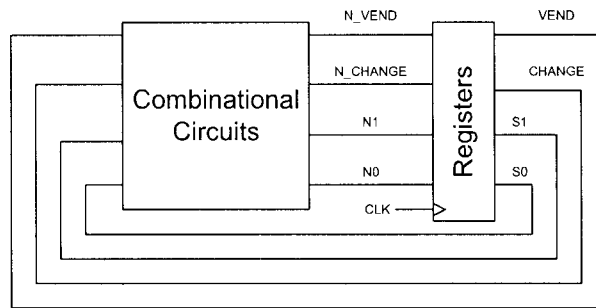 N_VEND
VEND
N_CHANGE
CHANGE
Combinational
Circuits
Registers
N1
S1
N0
S0
CLK